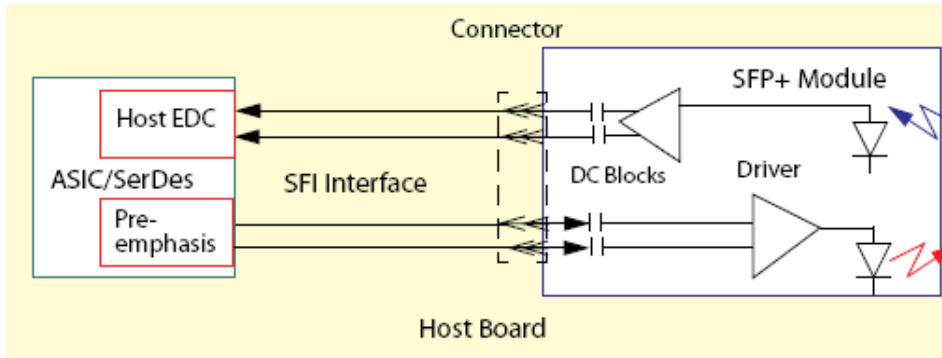 Connector
SFP+ Module
Host EDC
ASIC/SerDes
SFI Interface
DC Blocks
Driver
Pre-
emphasis
Host Board